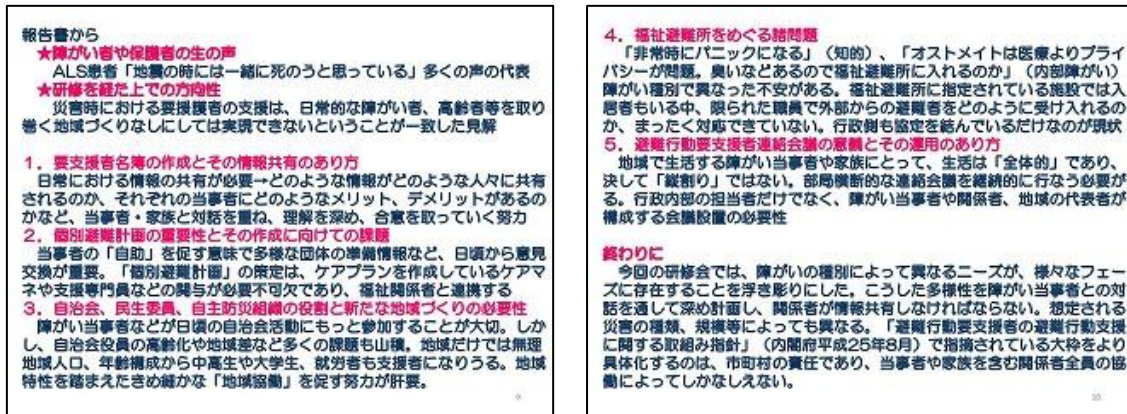 報告書から
★障がい者や保護者の生の声
ALS患者「地震の時には一緒に死のうと思っている」多くの声の代表
★研修を経た上での方向性
災害時における要援護者の支援は、日常的な障がい者、高齢者等を取り
巻く地域づくりなしにしては実現できないということが一致した見解
1．要支援者名簿の作成とその情報共有のあり方
日常における情報の共有が必要→どのような情報がどのような人々に共有
されるのか、それぞれの当事者にどのようなメリット、デメリットがあるの
かなど、当事者・家族と対話を重ね、理解を深め、合意を取っていく努力
2．個別避難計画の重要性とその作成に向けての課題
当事者の「自助」を促す意味で多様な団体の準備情報など、日頃から意見
交換が重要。「個別避難計画」の策定は、ケアプランを作成しているケアマ
ネや支援専門員などの関与が必要不可欠であり、福祉関係者と連携する
3．自治会、民生委員、自主防災組織の役割と新たな地域づくりの必要性
障がい当事者などが日頃の自治会活動にもっと参加することが大切。しか
し、自治会役員の高齢化や地域差など多くの課題も山積。地域だけでは無理
地域人口、年齢構成から中高生や大学生、就労者も支援者になりうる。地域
特性を踏まえたきめ細かな「地域協働」を促す努力が肝要。
9
4．福祉避難所をめぐる諸問題
「非常時にパニックになる」（知的）、「オストメイトは医療よりプライ
バシーが問題。臭いなどあるので福祉避難所に入れるのか」（内部障がい）
障がい種別で異なった不安がある。福祉避難所に指定されている施設では入
居者もいる中、限られた職員で外部からの避難者をどのように受け入れるの
か、まったく対応できていない。行政側も協定を結んでいるだけなのが現状
5．避難行動要支援者連絡会議の意義とその運用のあり方
地域で生活する障がい当事者や家族にとって、生活は「全体的」であり、
決して「縦割り」ではない。部局横断的な連絡会議を継続的に行なう必要が
る。行政内部の担当者だけでなく、障がい当事者や関係者、地域の代表者が
構成する会議設置の必要性
終わりに
今回の研修会では、障がいの種別によって異なるニーズが、様々なフェー
ズに存在することを浮き彫りにした。こうした多様性を障がい当事者との対
話を通して深め計画し、関係者が情報共有しなければならない。想定される
災害の種類、規模等によっても異なる。「避難行動要支援者の避難行動支援
に関する取組み指針」（内閣府平成25年8月）で指摘されている大枠をより
具体化するのは、市町村の責任であり、当事者や家族を含む関係者全員の協
働によってしかなしえない。
10